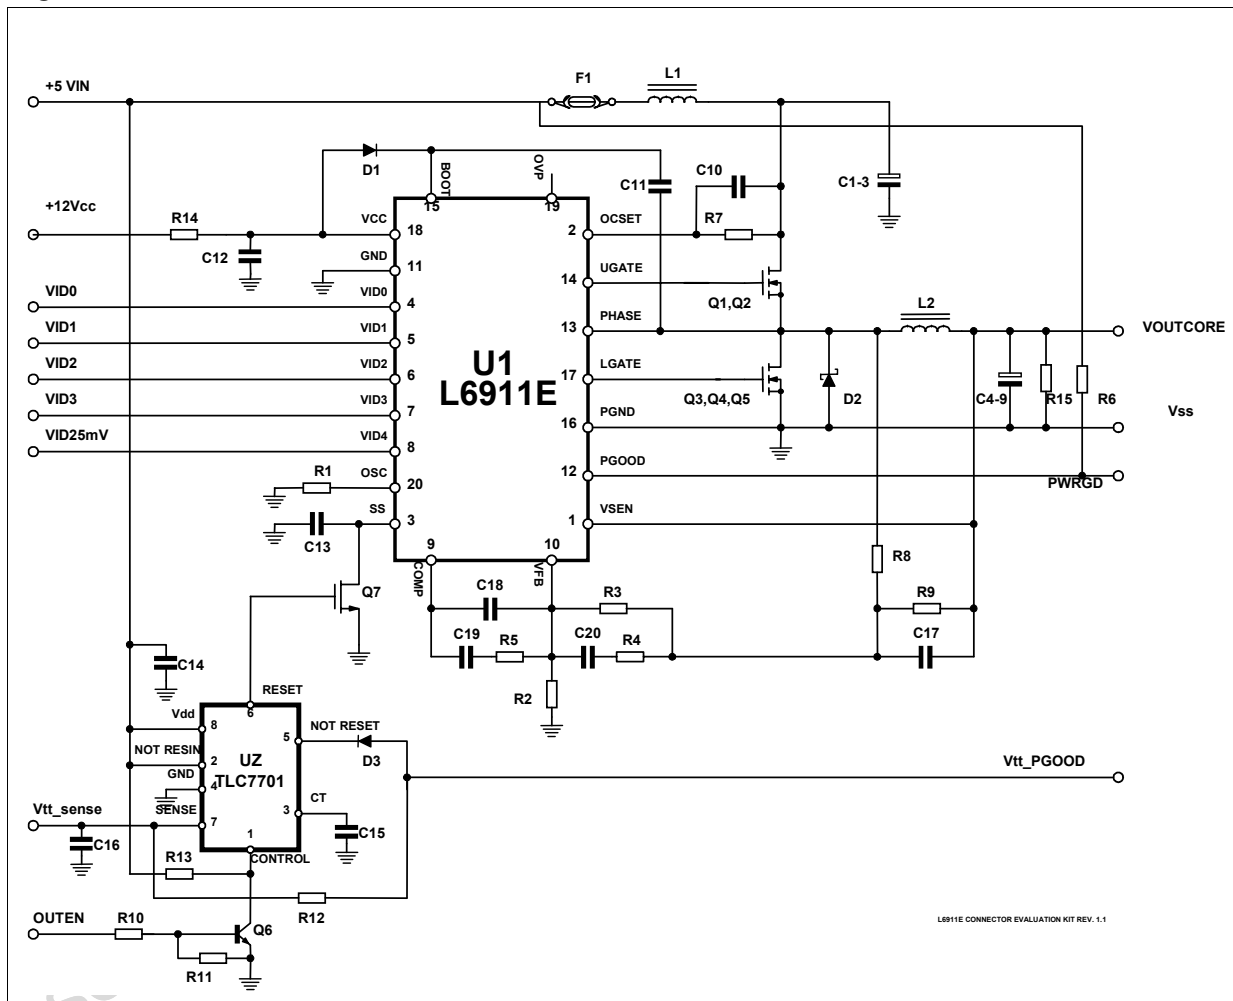 +5 VIN
F1
L1
D1
BOOT
OVP
C10
C11
C1-3
+12Vcc
R14
VCC
15
19
OCSET
R7
18
2
C12
GND
11
UGATE
14
Q1,Q2
VID0
VID0
4
L2
VID1
VID1
5
PHASE
13
VOUTCORE
U1
L6911E
VID2
VID2
6
LGATE
17
Q3,Q4,Q5
D2
C4-9
R15
R6
VID3
VID3
7
PGND
16
Vss
VID25mV
VID4
8
PGOOD
12
PWRGD
R1
OSC
20
SS
3
VSEN
1
C13
9
10
COMP
VFB
R8
Q7
C18
R3
R9
C19
R5
C20
R4
C17
C14
R2
RESET
6
Vdd
8
NOT RESET
5
NOT RESIN
2
UZ
TLC7701
D3
Vtt_PGOOD
GND
4
CT
3
Vtt_sense
SENSE
7
1
C15
C16
R13
CONTROL
R12
OUTEN
R10
Q6
R11
L6911E CONNECTOR EVALUATION KIT REV. 1.1